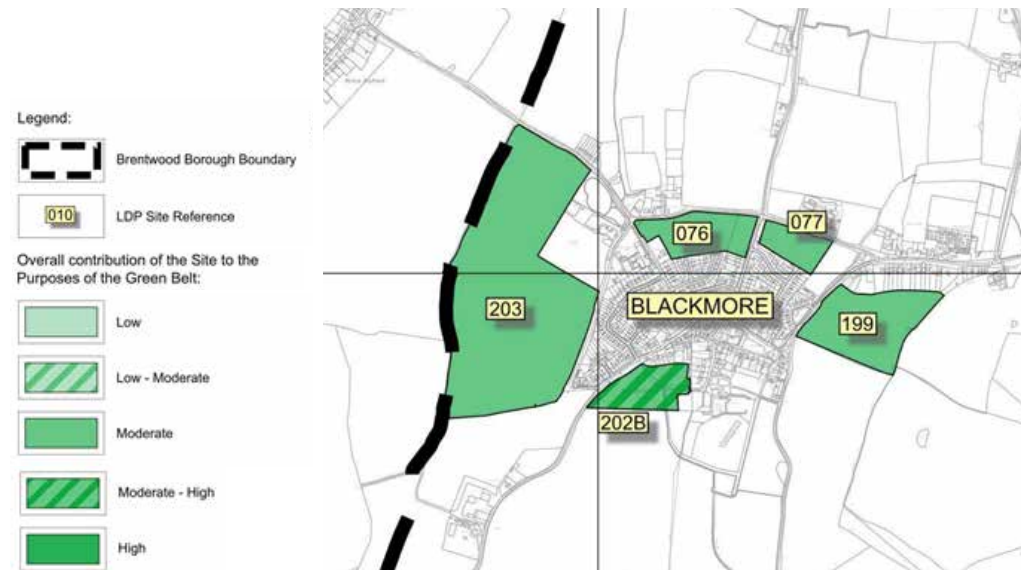 Legend:
Brentwood Borough Boundary
010
LDP Site Reference
Overall contribution of the Site to the
Purposes of the Green Belt:
Low
Low - Moderate
Moderate
Moderate - High
High
077
076
203
BLACKMORE
199
202B